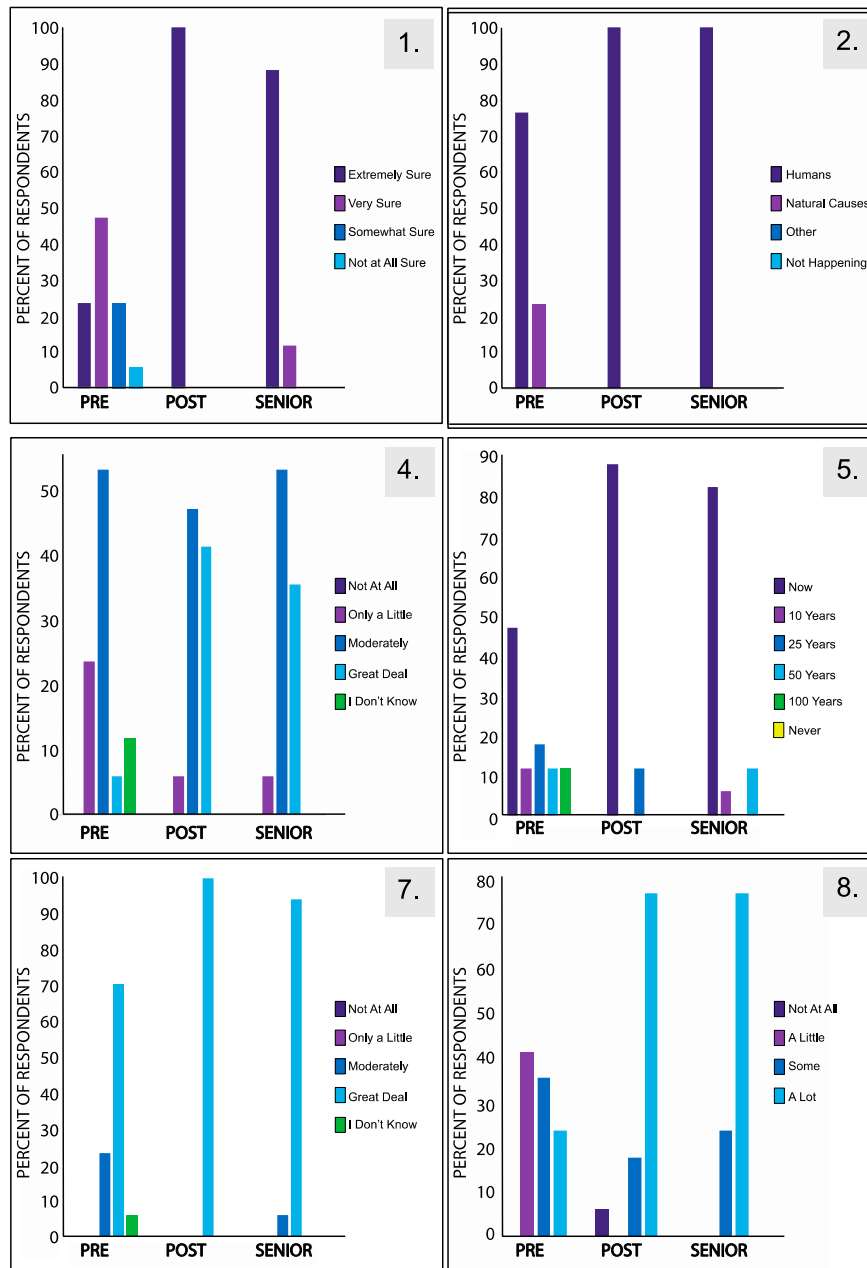 1.
PERCENT OF RESPONDENTS
100
90
80
70
60
50
40
30
20
10
0
PRE
POST
SENIOR
Extremely Sure
Very Sure
Somewhat Sure
Not at All Sure
2.
PERCENT OF RESPONDENTS
100
90
80
70
60
50
40
30
20
10
0
PRE
POST
SENIOR
Humans
Natural Causes
Other
Not Happening
4.
PERCENT OF RESPONDENTS
50
40
30
20
10
0
PRE
POST
SENIOR
Not At All
Only a Little
Moderately
Great Deal
I Don't Know
5.
PERCENT OF RESPONDENTS
90
80
70
60
50
40
30
20
10
0
PRE
POST
SENIOR
Now
10 Years
25 Years
50 Years
100 Years
Never
7.
PERCENT OF RESPONDENTS
100
90
80
70
60
50
40
30
20
10
0
PRE
POST
SENIOR
Not At All
Only a Little
Moderately
Great Deal
I Don't Know
8.
PERCENT OF RESPONDENTS
80
70
60
50
40
30
20
10
0
PRE
POST
SENIOR
Not At All
A Little
Some
A Lot